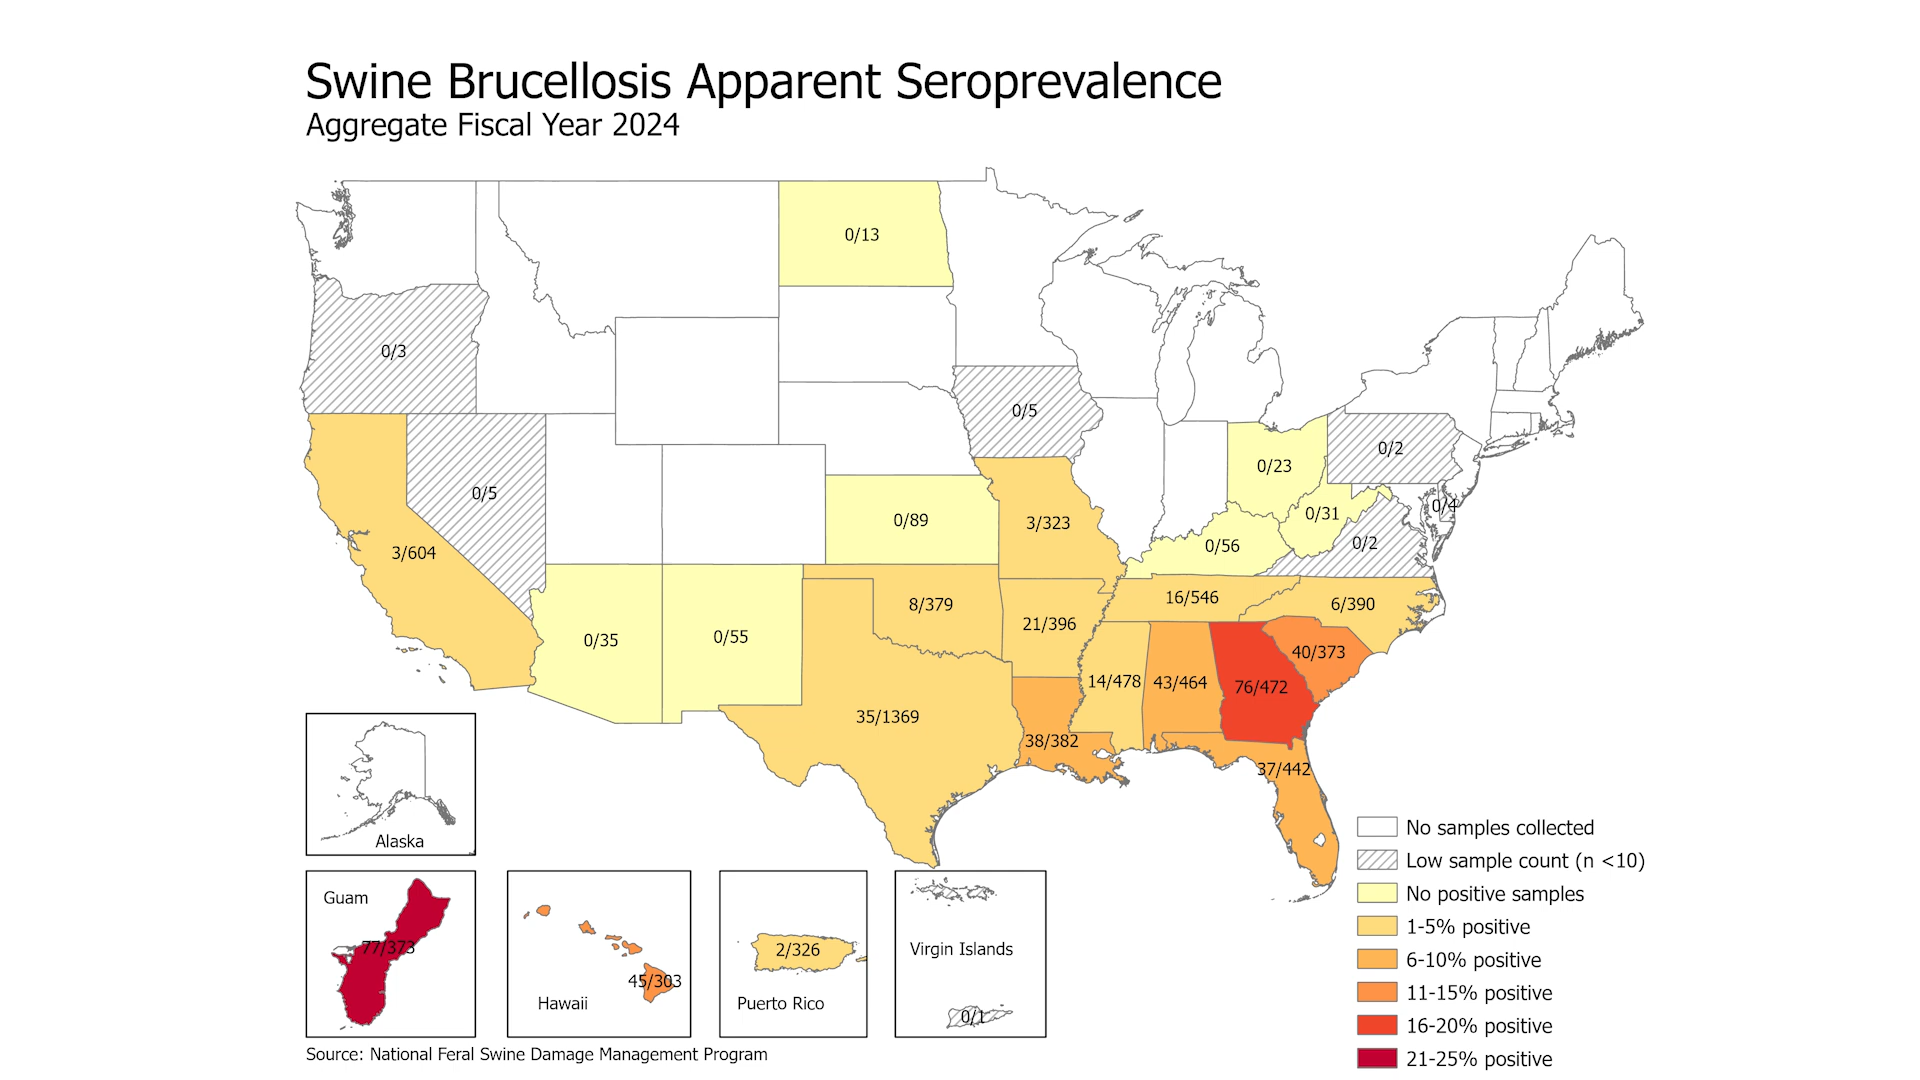 Swine Brucellosis Apparent Seroprevalence
Aggregate Fiscal Year 2024
0/13
0/3
0/5
0/2
0/23
0/5
0/4
0/31
0/89
3/323
0/2
0/56
3/604
16/546
8/379
6/390
21/396
0/55
0/35
40/373
14/478
43/464
76/472
35/1369
38/382
37/442
Alaska
Guam
77/373
45/303
Hawaii
2/326
Puerto Rico
Virgin Islands
0/1
No samples collected
Low sample count (n <10)
No positive samples
1-5% positive
6-10% positive
11-15% positive
16-20% positive
21-25% positive
Source: National Feral Swine Damage Management Program